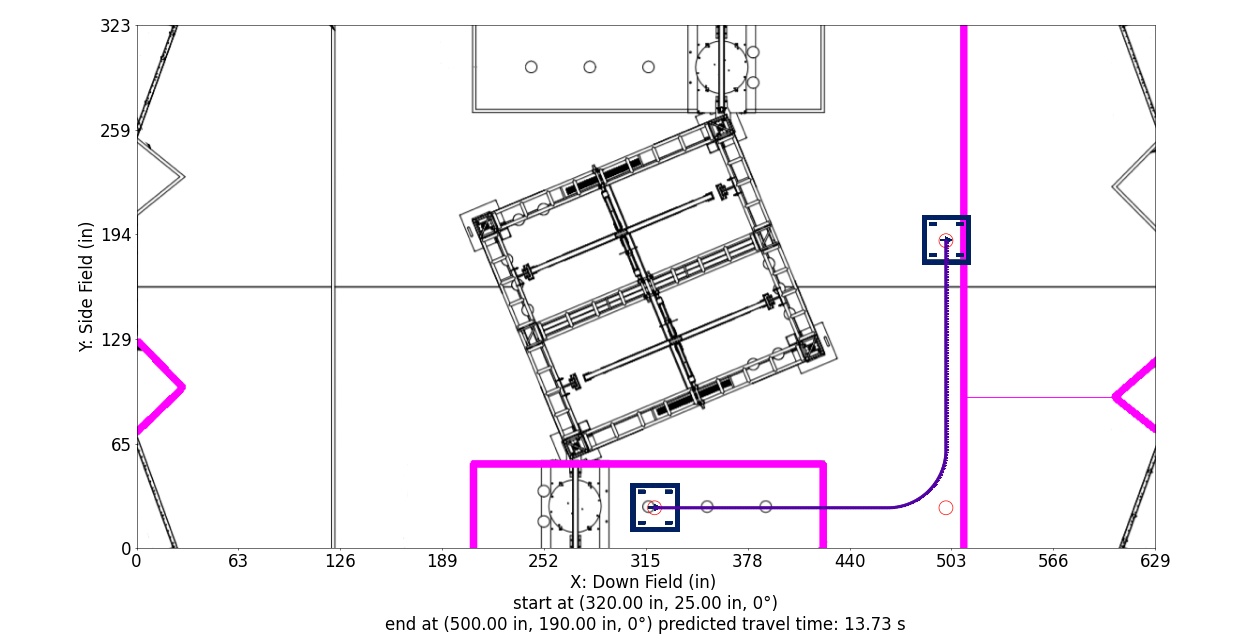 323
259
194
129
65
0
Y: Side Field (in)
0 63 126 189 252 315 378 440 503 566 629
X: Down Field (in)
start at (320.00 in, 25.00 in, 0°)
end at (500.00 in, 190.00 in, 0°) predicted travel time: 13.73 s